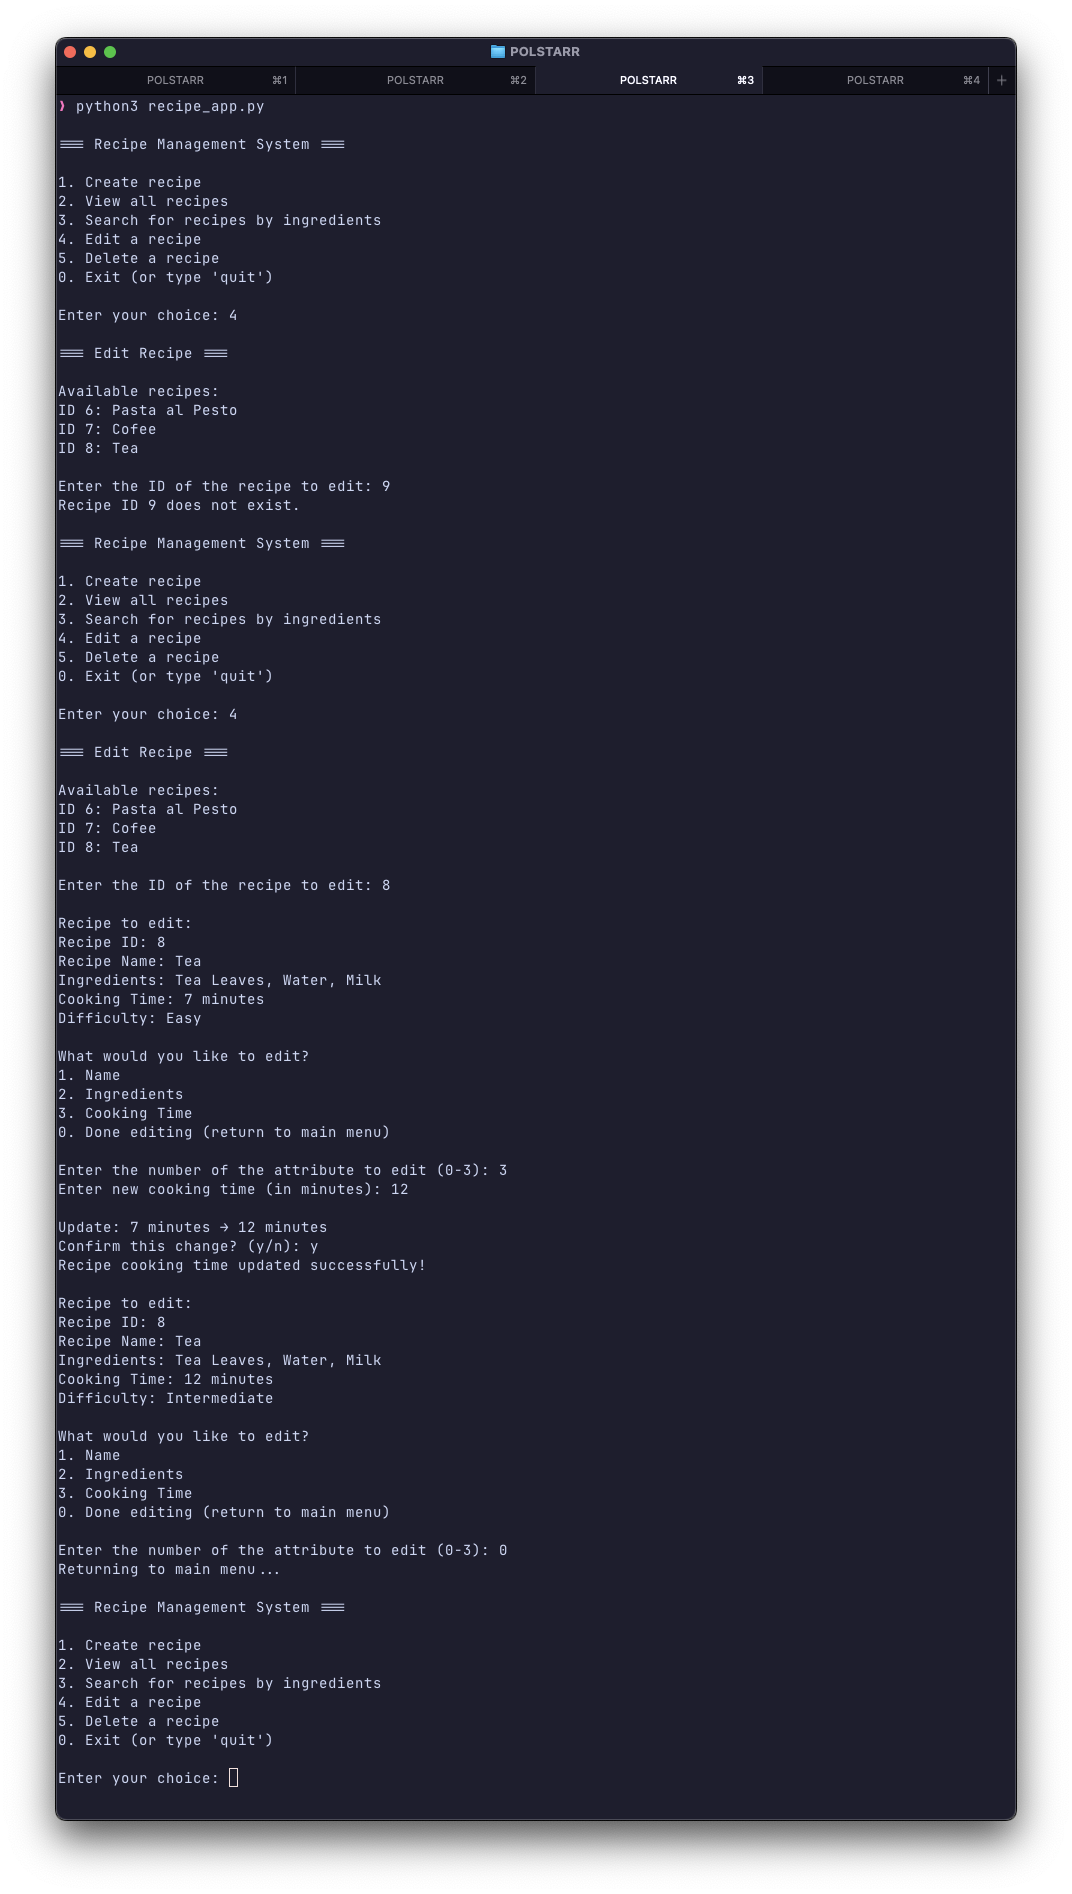 POLSTARR
POLSTARR ⌘1 POLSTARR ⌘2 POLSTARR ⌘3 POLSTARR ⌘4 +
❱ python3 recipe_app.py
=== Recipe Management System ===
1. Create recipe
2. View all recipes
3. Search for recipes by ingredients
4. Edit a recipe
5. Delete a recipe
0. Exit (or type 'quit')
Enter your choice: 4
=== Edit Recipe ===
Available recipes:
ID 6: Pasta al Pesto
ID 7: Cofee
ID 8: Tea
Enter the ID of the recipe to edit: 9
Recipe ID 9 does not exist.
=== Recipe Management System ===
1. Create recipe
2. View all recipes
3. Search for recipes by ingredients
4. Edit a recipe
5. Delete a recipe
0. Exit (or type 'quit')
Enter your choice: 4
=== Edit Recipe ===
Available recipes:
ID 6: Pasta al Pesto
ID 7: Cofee
ID 8: Tea
Enter the ID of the recipe to edit: 8
Recipe to edit:
Recipe ID: 8
Recipe Name: Tea
Ingredients: Tea Leaves, Water, Milk
Cooking Time: 7 minutes
Difficulty: Easy
What would you like to edit?
1. Name
2. Ingredients
3. Cooking Time
0. Done editing (return to main menu)
Enter the number of the attribute to edit (0-3): 3
Enter new cooking time (in minutes): 12
Update: 7 minutes → 12 minutes
Confirm this change? (y/n): y
Recipe cooking time updated successfully!
Recipe to edit:
Recipe ID: 8
Recipe Name: Tea
Ingredients: Tea Leaves, Water, Milk
Cooking Time: 12 minutes
Difficulty: Intermediate
What would you like to edit?
1. Name
2. Ingredients
3. Cooking Time
0. Done editing (return to main menu)
Enter the number of the attribute to edit (0-3): 0
Returning to main menu...
=== Recipe Management System ===
1. Create recipe
2. View all recipes
3. Search for recipes by ingredients
4. Edit a recipe
5. Delete a recipe
0. Exit (or type 'quit')
Enter your choice: